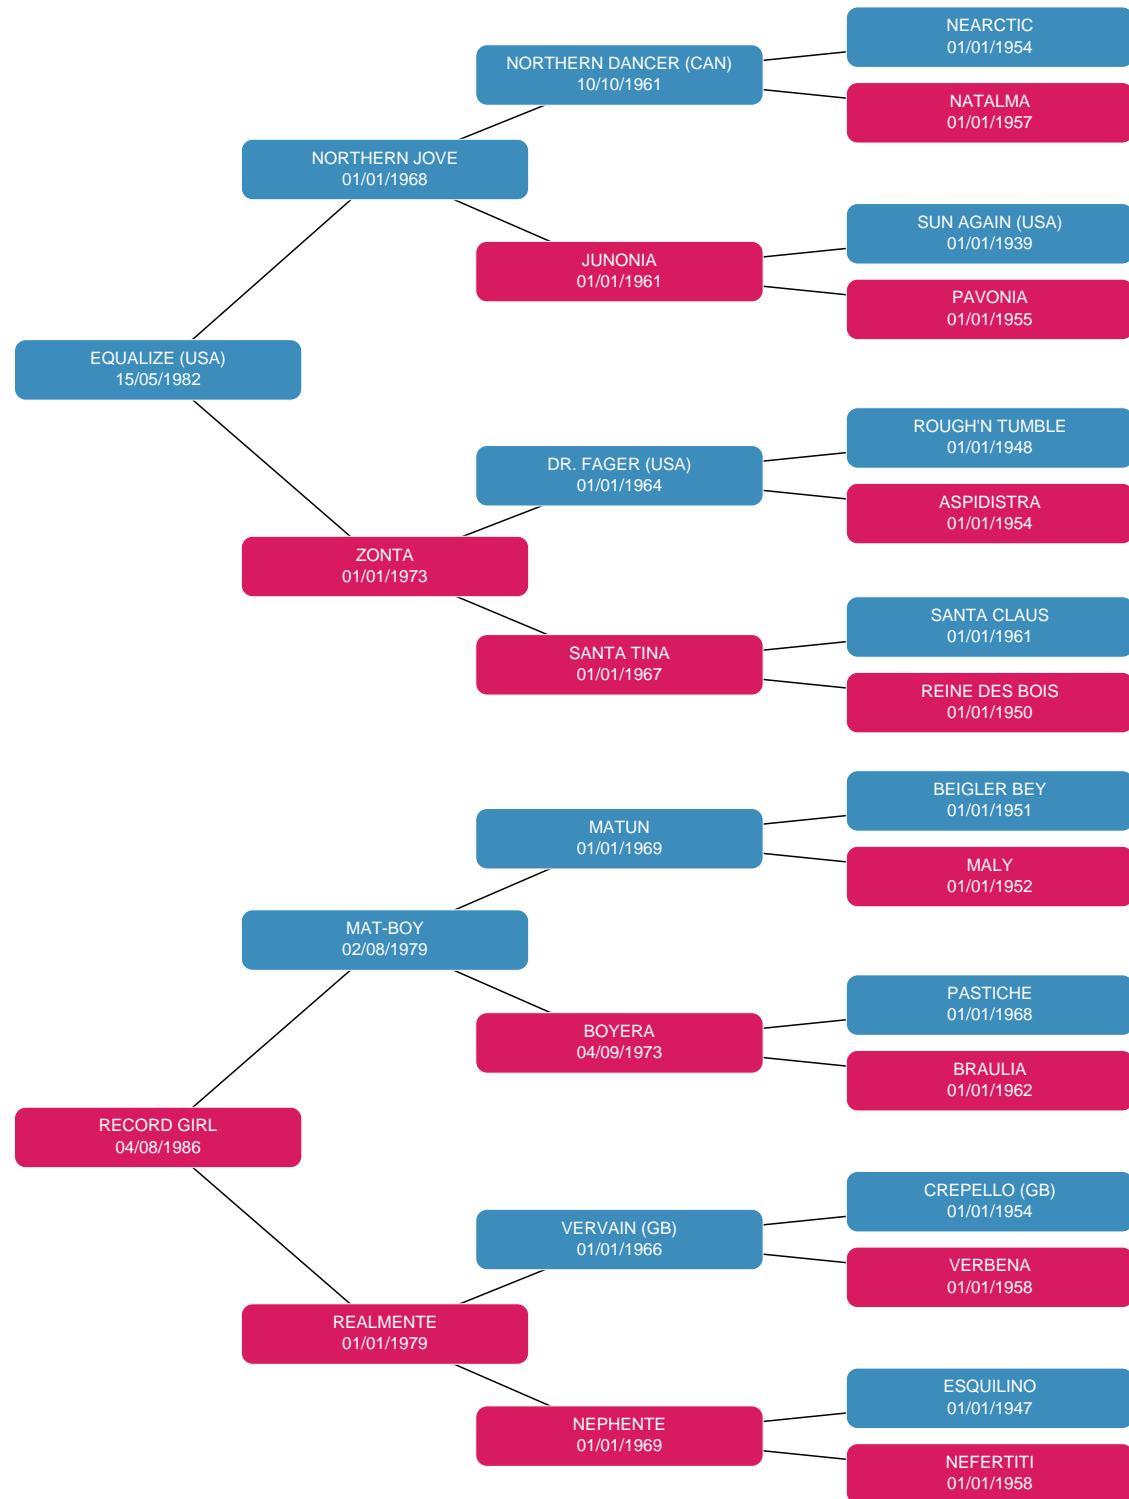 NEARCTIC
01/01/1954
NORTHERN DANCER (CAN)
10/10/1961
NATALMA
01/01/1957
NORTHERN JOVE
01/01/1968
SUN AGAIN (USA)
01/01/1939
JUNONIA
01/01/1961
PAVONIA
01/01/1955
EQUALIZE (USA)
15/05/1982
ROUGH'N TUMBLE
01/01/1948
DR. FAGER (USA)
01/01/1964
ASPIDISTRA
01/01/1954
ZONTA
01/01/1973
SANTA CLAUS
01/01/1961
SANTA TINA
01/01/1967
REINE DES BOIS
01/01/1950
BEIGLER BEY
01/01/1951
MATUN
01/01/1969
MALY
01/01/1952
MAT-BOY
02/08/1979
PASTICHE
01/01/1968
BOYERA
04/09/1973
BRAULIA
01/01/1962
RECORD GIRL
04/08/1986
CREPELLO (GB)
01/01/1954
VERVAIN (GB)
01/01/1966
VERBENA
01/01/1958
REALMENTE
01/01/1979
ESQUILINO
01/01/1947
NEPHENTE
01/01/1969
NEFERTITI
01/01/1958